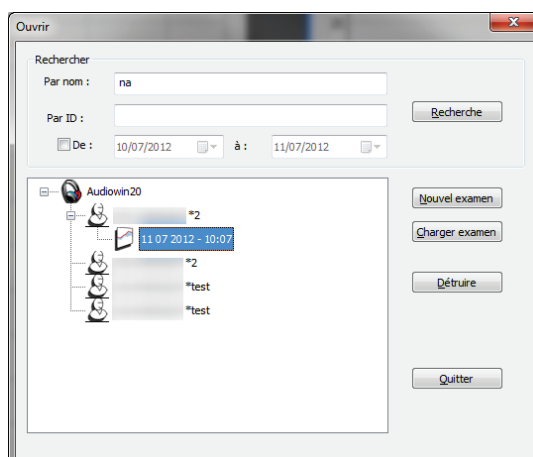 Ouvrir
Rechercher
Par nom : na
Par ID :
Recherche
De : 10/07/2012 à : 11/07/2012
Audiowin20
Nouvel examen
*2
11 07 2012 - 10:07
Charger examen
*2
*test
Détruire
*test
Quitter